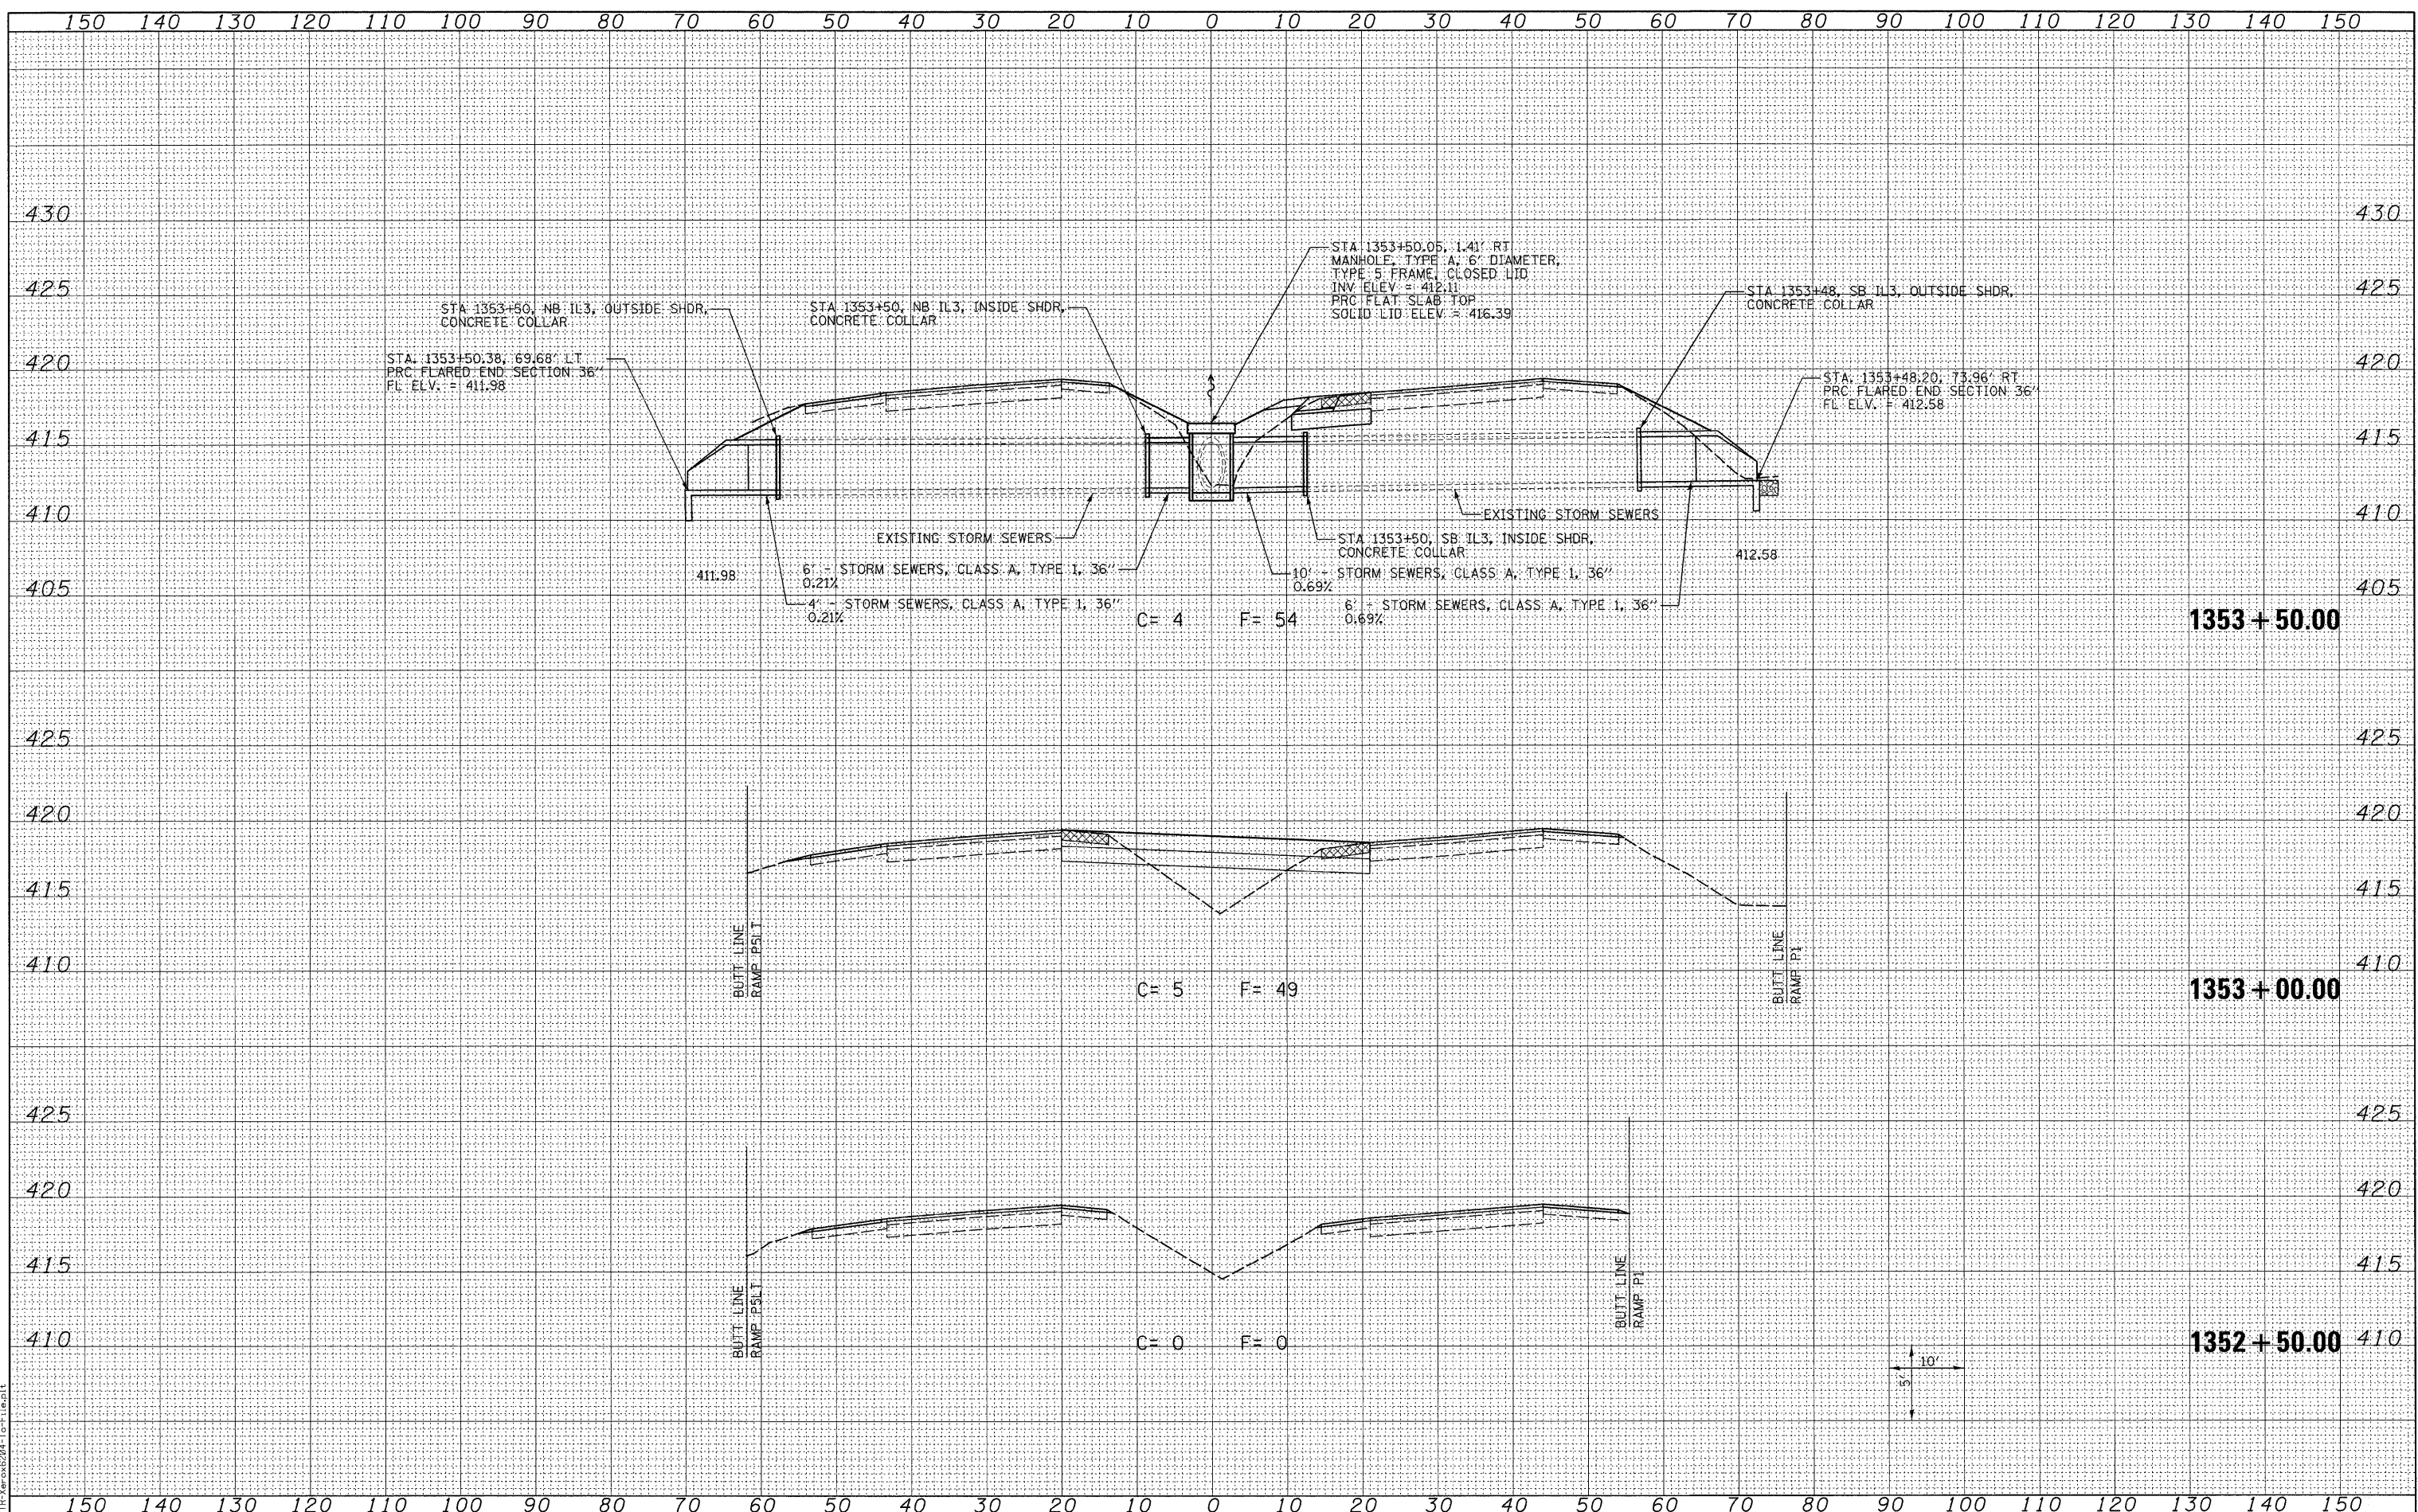 150 140 130 120 110 100 90 80 70 60 50 40 30 20 10 0 10 20 30 40 50 60 70 80 90 100 110 120 130 140 150
430 430
STA 1353+50.05, 1.41' RT
MANHOLE, TYPE A, 6' DIAMETER,
TYPE 5 FRAME, CLOSED LID
INV ELEV = 412.11
PRC FLAT SLAB TOP
SOLID LID ELEV = 416.39
425 425
STA 1353+50, NB IL3, OUTSIDE SHDR,
CONCRETE COLLAR
STA 1353+50, NB IL3, INSIDE SHDR,
CONCRETE COLLAR
STA 1353+48, SB IL3, OUTSIDE SHDR,
CONCRETE COLLAR
420 420
STA. 1353+50.38, 69.68' LT
PRC FLARED END SECTION 36"
FL ELV. = 411.98
STA. 1353+48.20, 73.96' RT
PRC FLARED END SECTION 36"
FL ELV. = 412.58
415 415
410 410
EXISTING STORM SEWERS
EXISTING STORM SEWERS
STA 1353+50, SB IL3, INSIDE SHDR,
CONCRETE COLLAR
412.58
411.98
6' - STORM SEWERS, CLASS A, TYPE 1, 36"
0.21%
10' - STORM SEWERS, CLASS A, TYPE 1, 36"
0.69%
405 405
4' - STORM SEWERS, CLASS A, TYPE 1, 36"
0.21%
6' - STORM SEWERS, CLASS A, TYPE 1, 36"
0.69%
C= 4 F= 54
1353+50.00
425 425
420 420
415 415
BUTT LINE
RAMP P5LT
BUTT LINE
RAMP P1
410 410
C= 5 F= 49
1353+00.00
425 425
420 420
415 415
BUTT LINE
RAMP P5LT
BUTT LINE
RAMP P1
410 C= 0 F= 0 1352+50.00 410
10'
5'
150 140 130 120 110 100 90 80 70 60 50 40 30 20 10 0 10 20 30 40 50 60 70 80 90 100 110 120 130 140 150